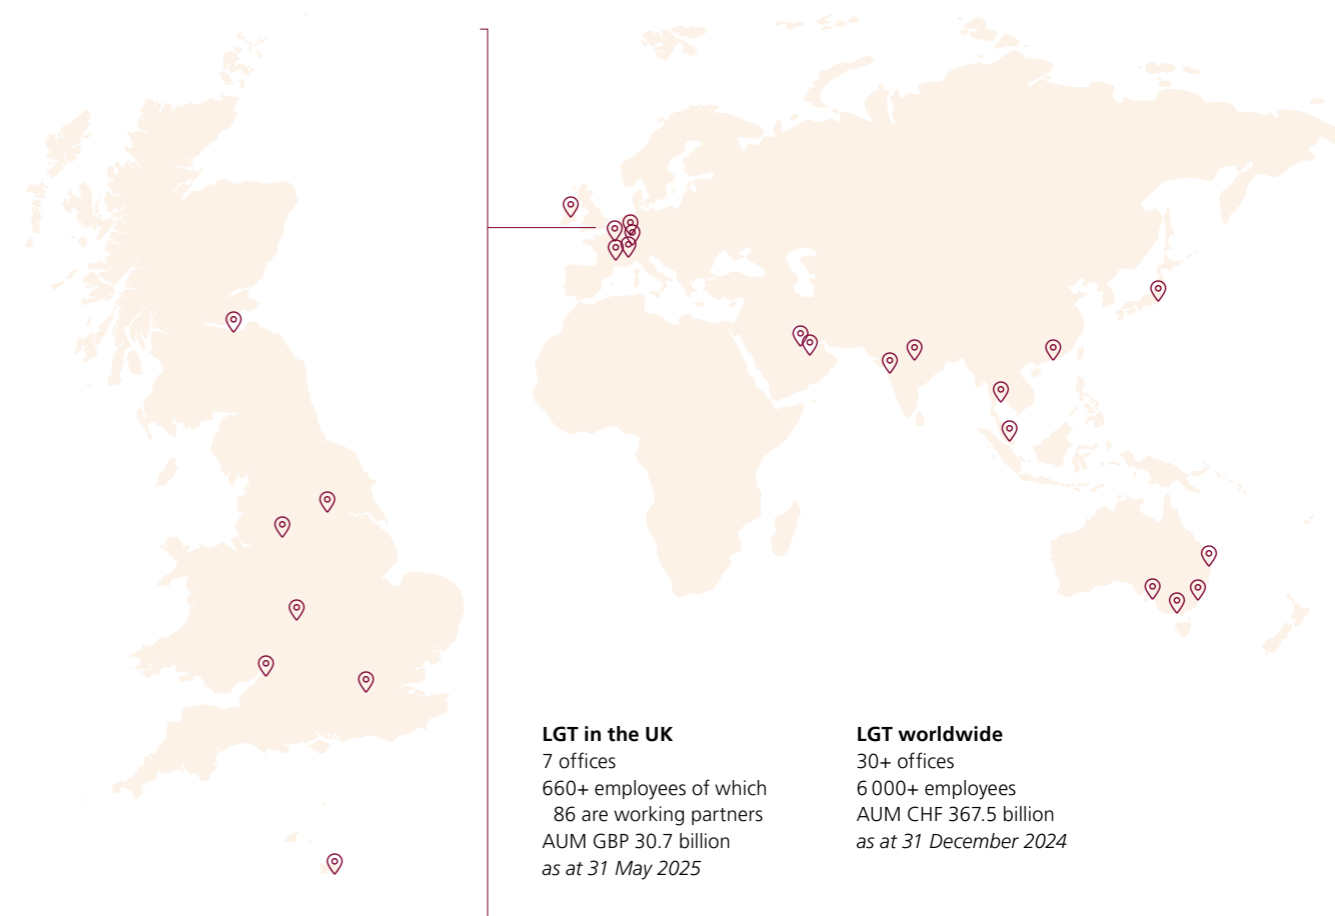 LGT in the UK
7 offices
660+ employees of which
86 are working partners
AUM GBP 30.7 billion
as at 31 May 2025
LGT worldwide
30+ offices
6 000+ employees
AUM CHF 367.5 billion
as at 31 December 2024